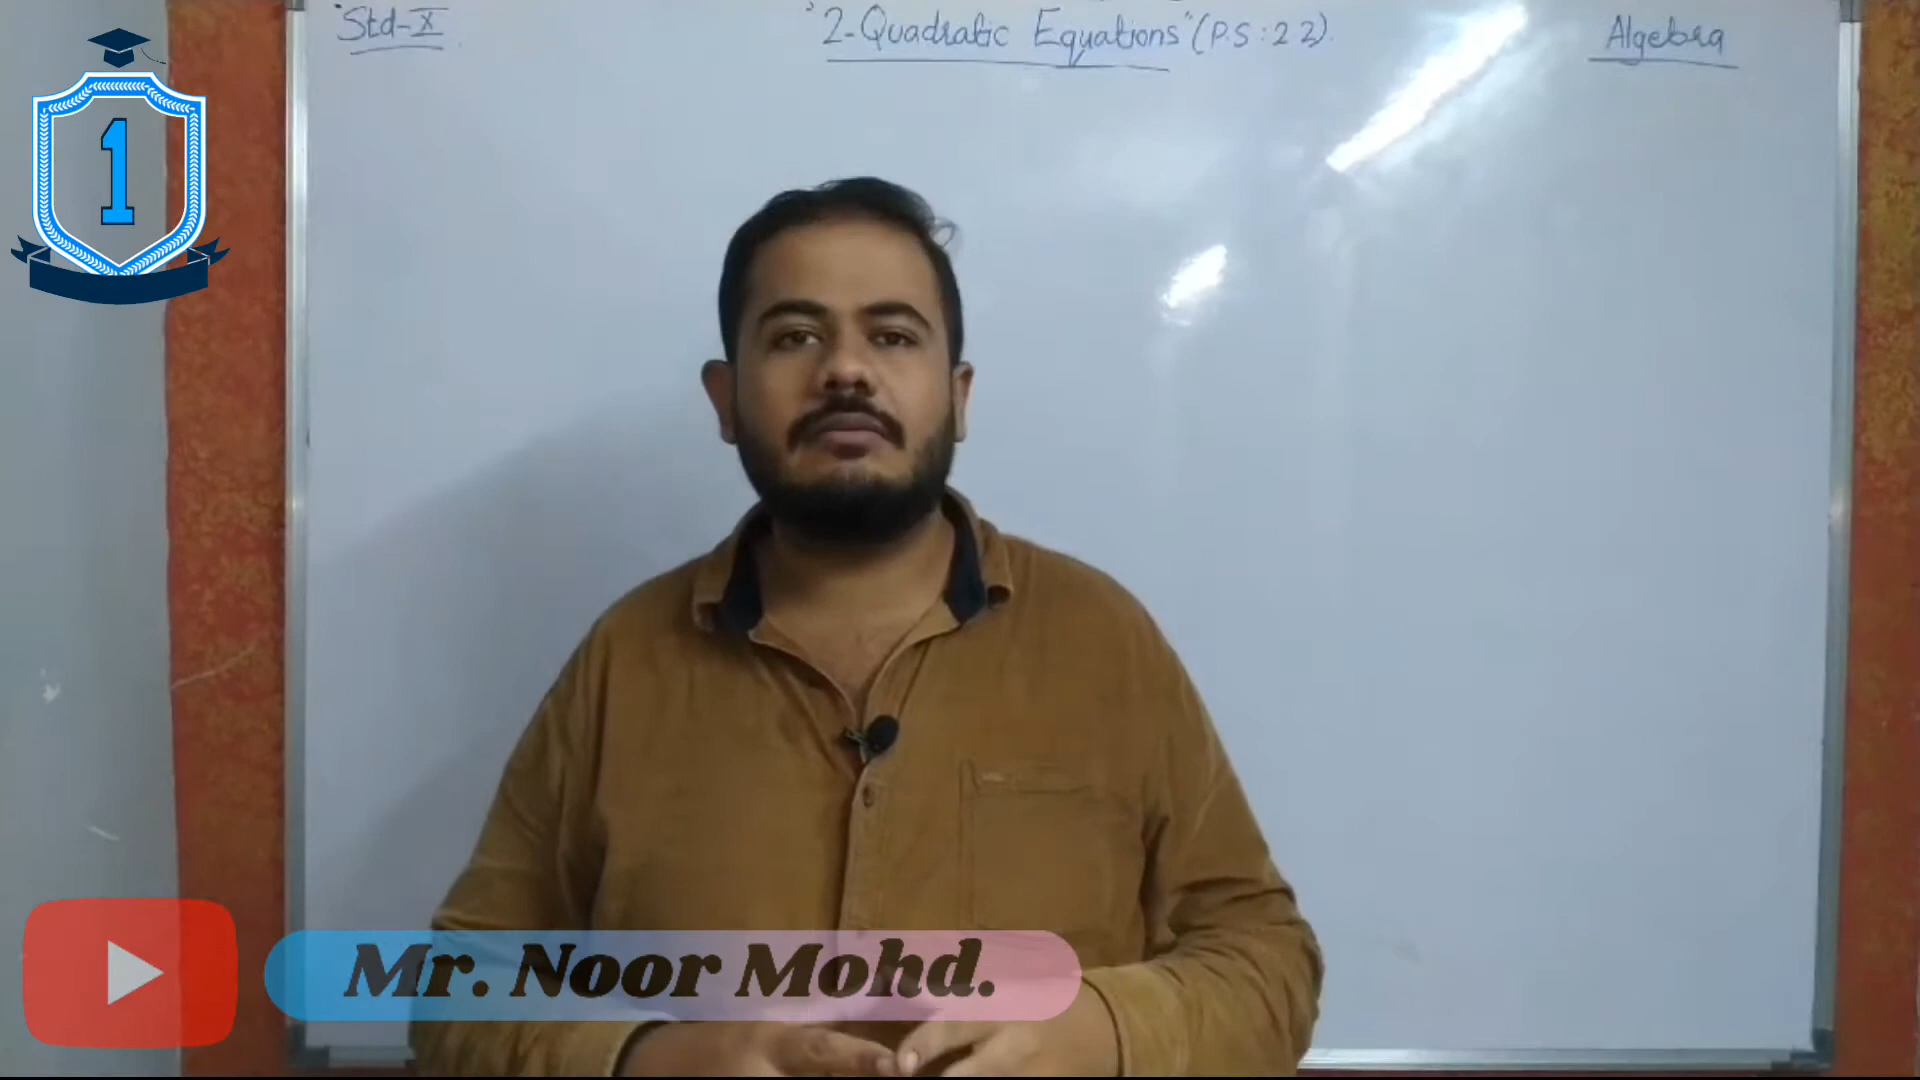 Std-X
"2-Quadratic Equations" (P.S:2.2).
Algebra
1
Mr. Noor Mohd.